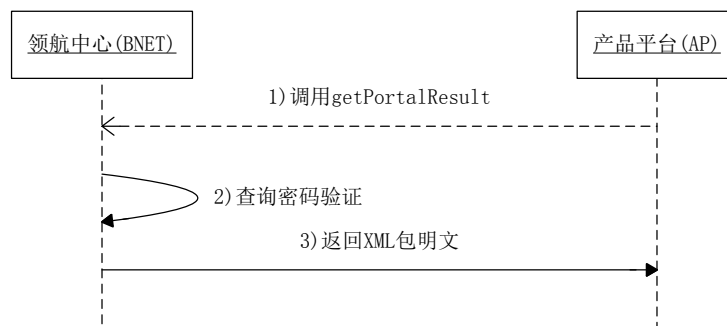 领航中心(BNET)
产品平台(AP)
1)调用getPortalResult
2)查询密码验证
3)返回XML包明文